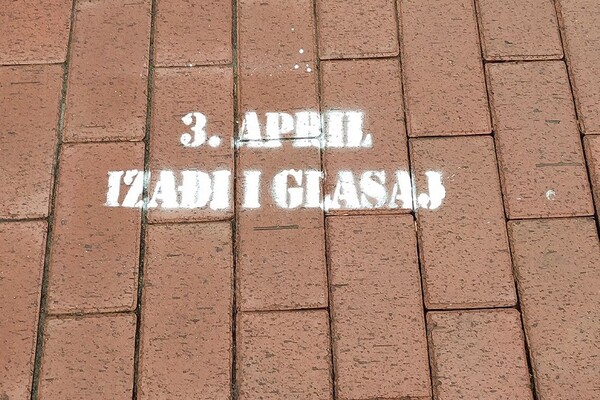 3. APRIL
IZAĐI I GLASAJ